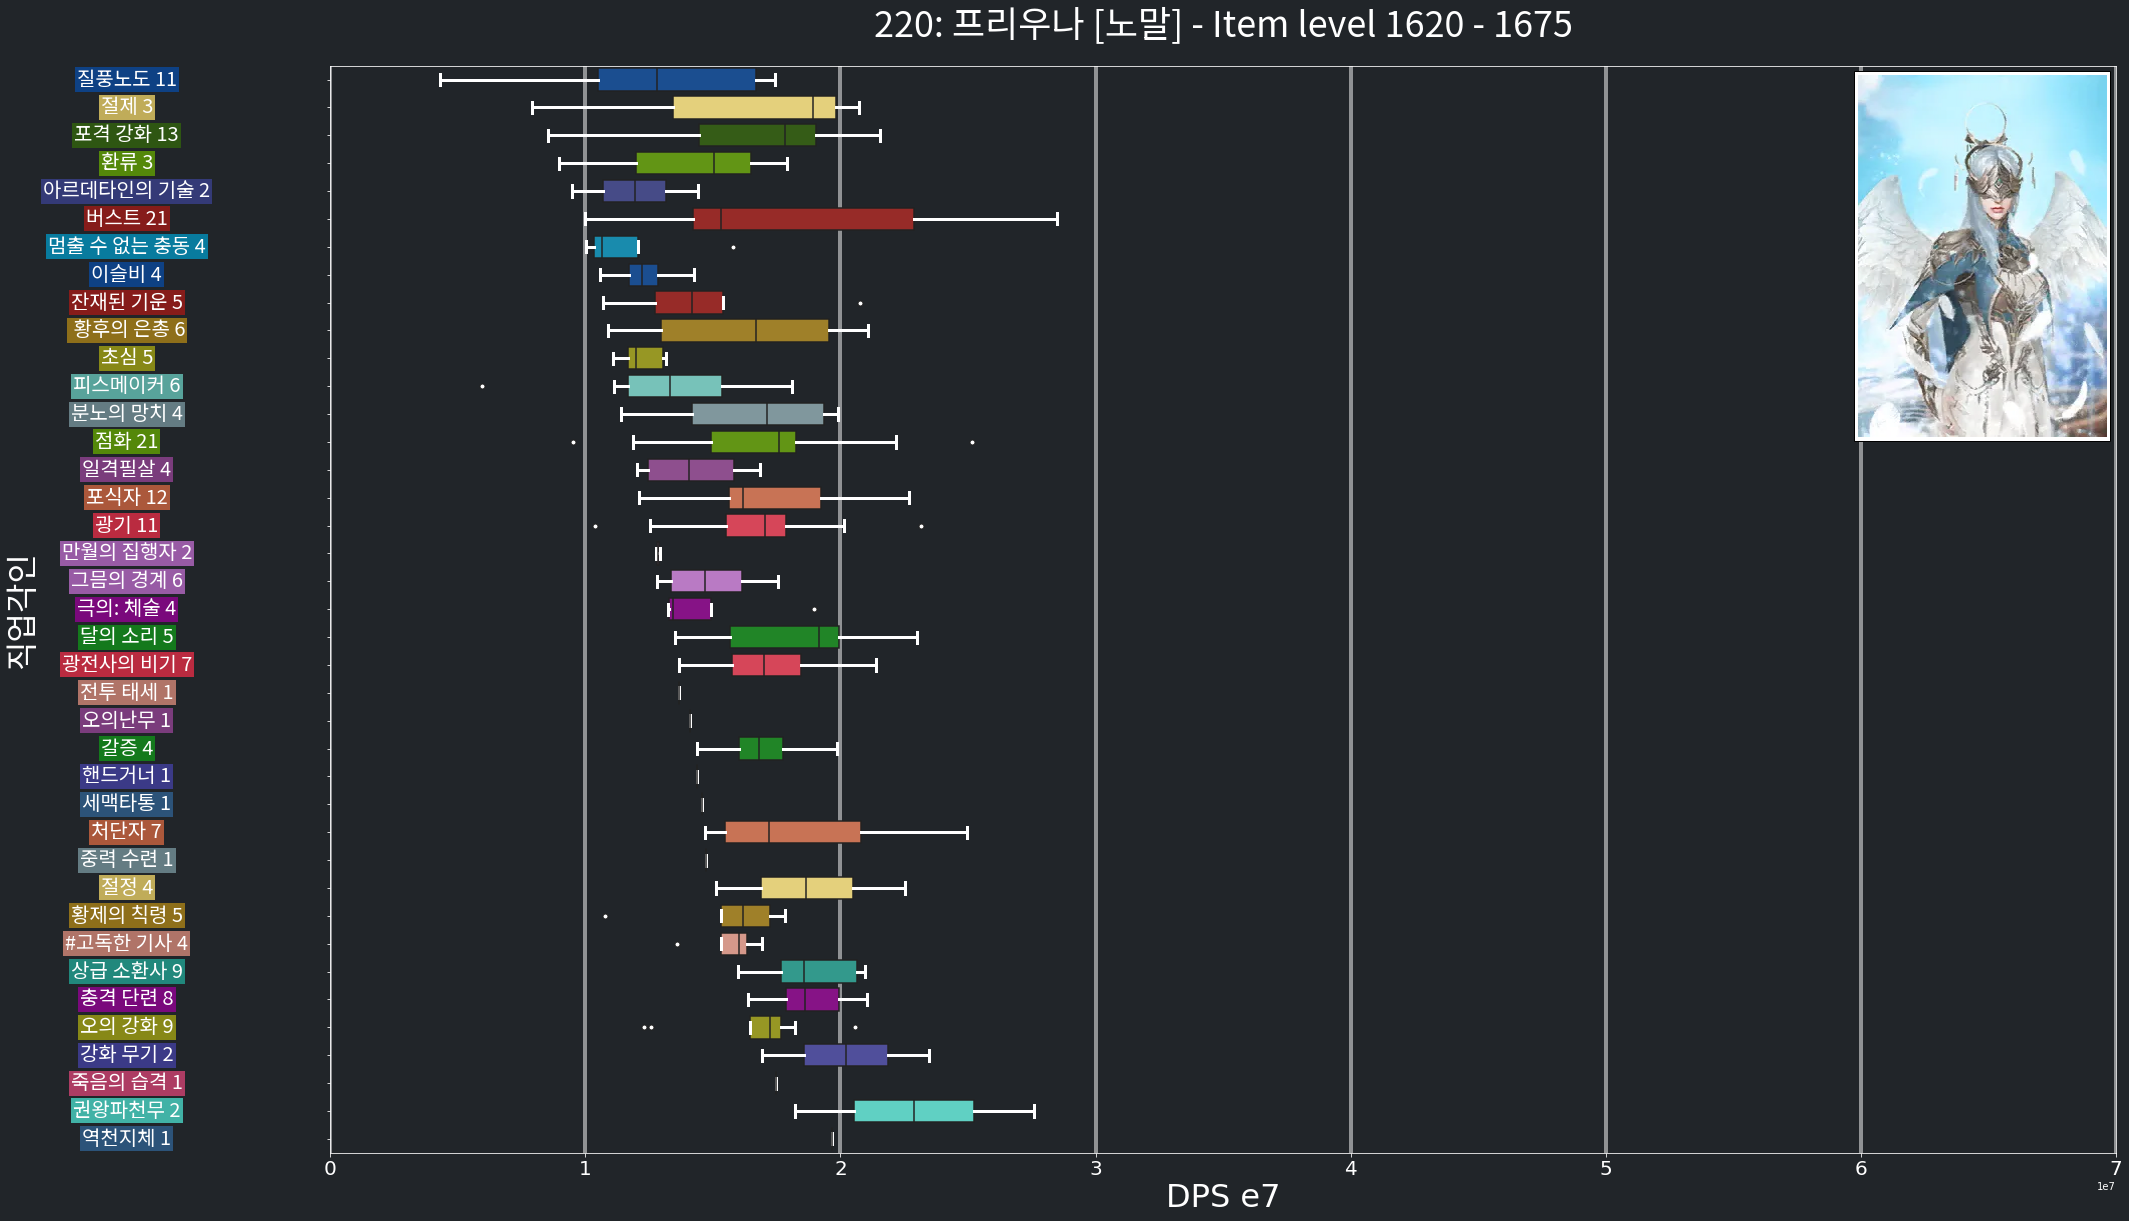 220: 프리우나 [노말] - Item level 1620 - 1675
직업각인
질풍노도 11
절제 3
포격 강화 13
환류 3
아르데타인의 기술 2
버스트 21
멈출 수 없는 충동 4
이슬비 4
잔재된 기운 5
황후의 은총 6
초심 5
피스메이커 6
분노의 망치 4
점화 21
일격필살 4
포식자 12
광기 11
만월의 집행자 2
그믐의 경계 6
극의: 체술 4
달의 소리 5
광전사의 비기 7
전투 태세 1
오의난무 1
갈증 4
핸드거너 1
세맥타통 1
처단자 7
중력 수련 1
절정 4
황제의 칙령 5
#고독한 기사 4
상급 소환사 9
충격 단련 8
오의 강화 9
강화 무기 2
죽음의 습격 1
권왕파천무 2
역천지체 1
0 1 2 3 4 5 6 7
1e7
DPS e7